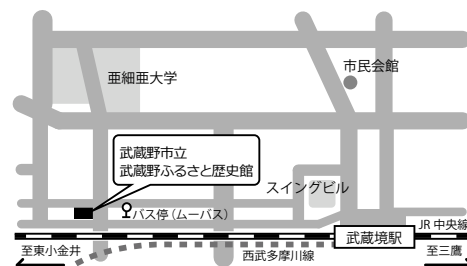 亜細亜大学
市民会館
武蔵野市立
武蔵野ふるさと歴史館
スイングビル
バス停（ムーバス）
JR 中央線
武蔵境駅
至東小金井
西武多摩川線
至三鷹